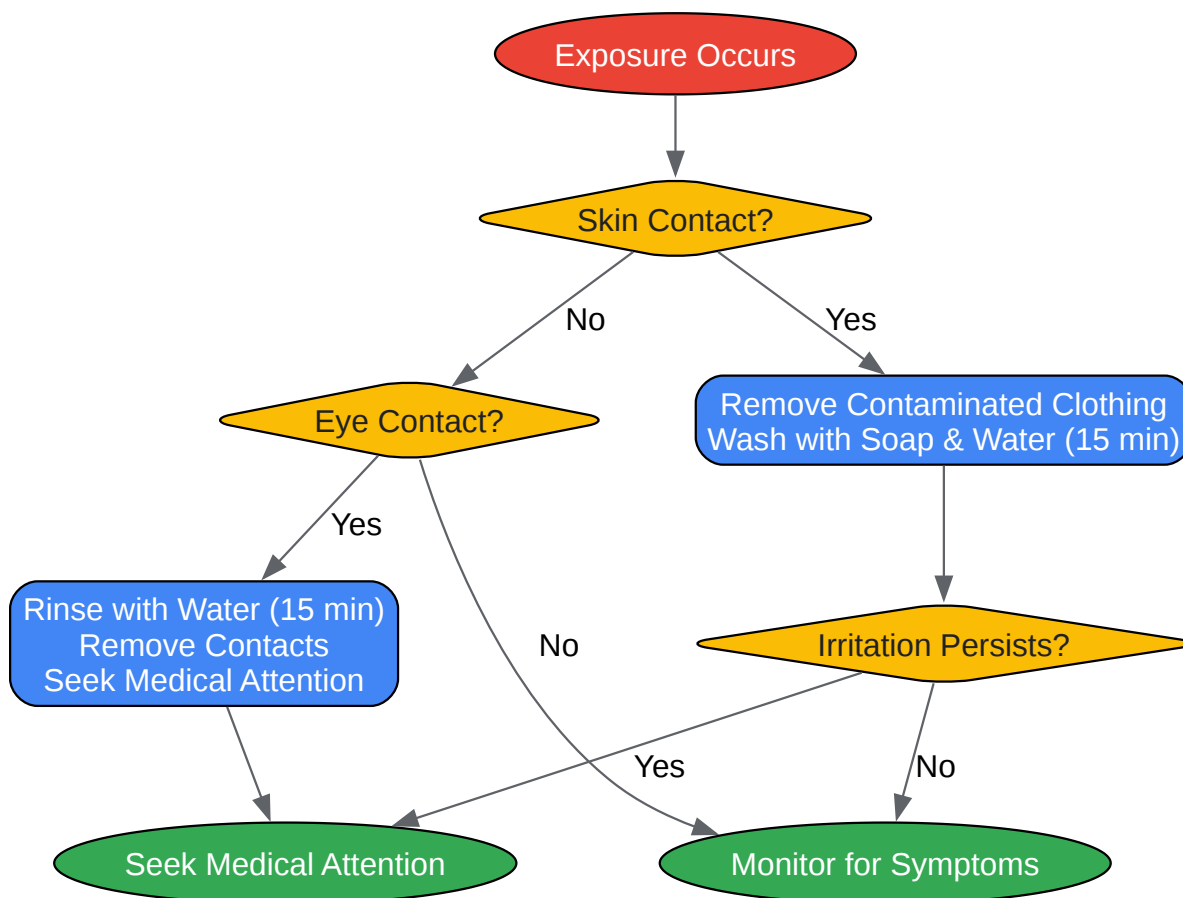 Exposure Occurs
Skin Contact?
No
Yes
Eye Contact?
Remove Contaminated Clothing
Wash with Soap & Water (15 min)
Yes
Rinse with Water (15 min)
Remove Contacts
Seek Medical Attention
No
Irritation Persists?
Yes
No
Seek Medical Attention
Monitor for Symptoms